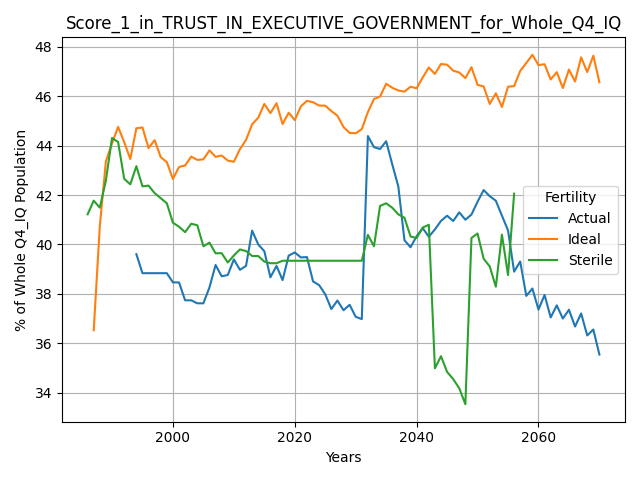 Score_1_in_TRUST_IN_EXECUTIVE_GOVERNMENT_for_Whole_Q4_IQ
% of Whole Q4_IQ Population
48
46
44
42
40
38
36
34
Fertility
Actual
Ideal
Sterile
2000
2020
2040
2060
Years